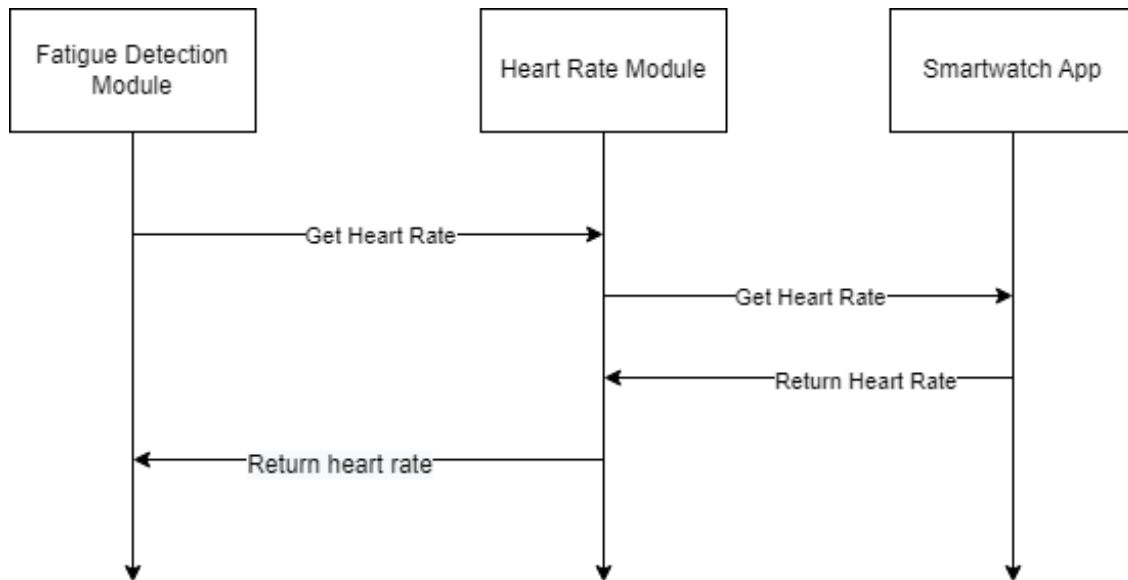 Fatigue Detection
Module
Heart Rate Module
Smartwatch App
Get Heart Rate
Get Heart Rate
Return Heart Rate
Return heart rate